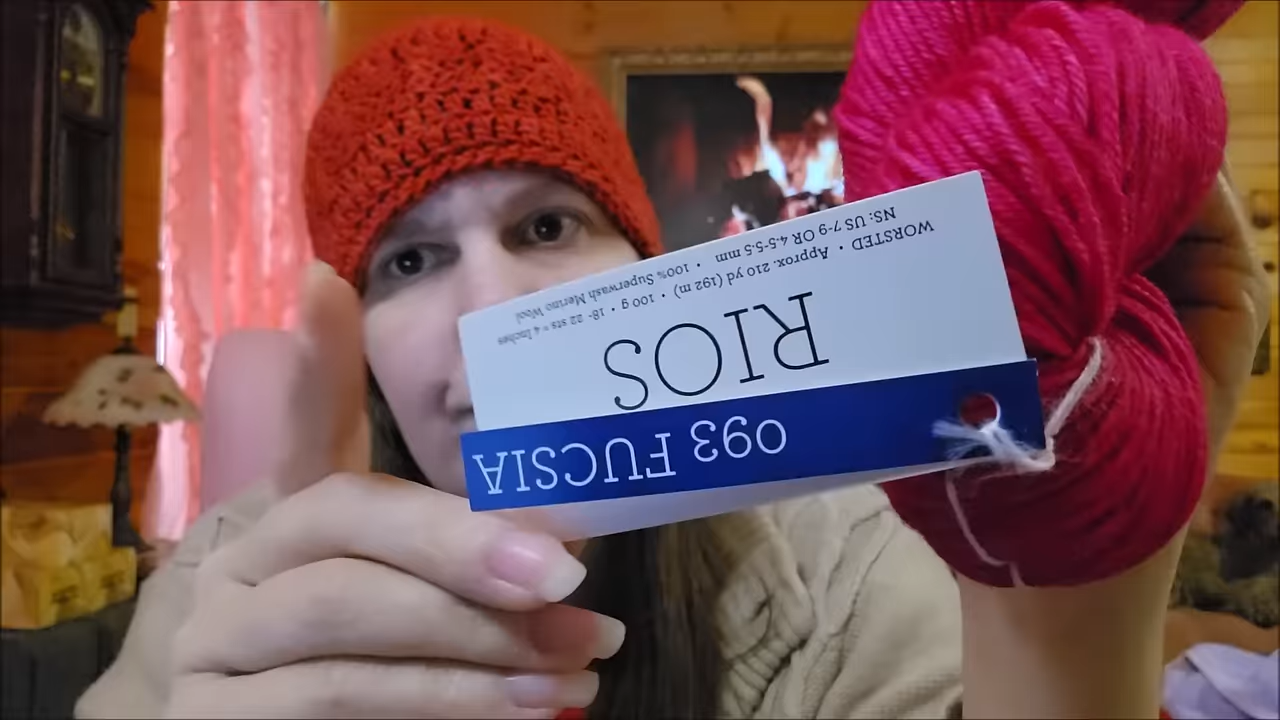 093 FUCSIA
RIOS
WORSTED • Approx. 210 yd (192 m) • 100 g • 18- 22 sts = 4 Inches
NS: US 7-9 OR 4.5-5.5 mm • 100% Superwash Merino Wool